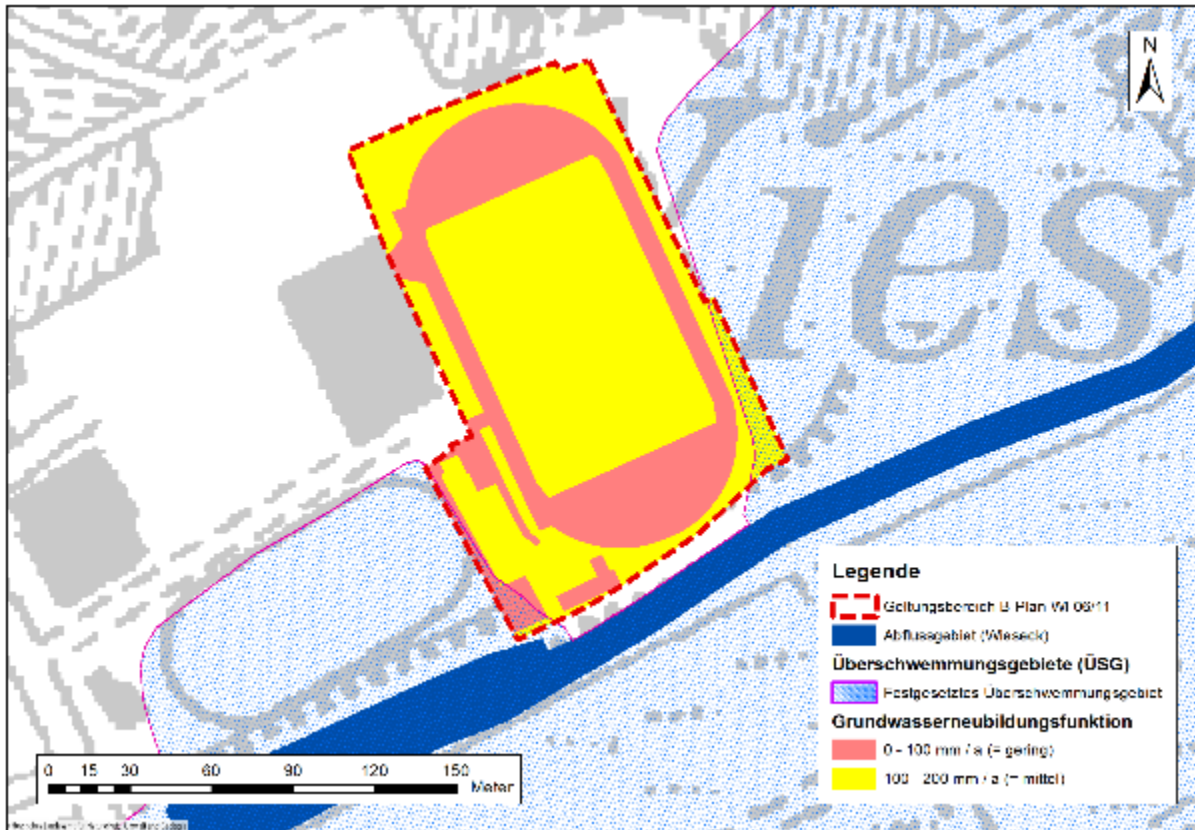 N
ies
Legende
Geltungsbereich B-Plan WI 06/11
Abflussgebiet (Wieseck)
Überschwemmungsgebiete (ÜSG)
Festgesetztes Überschwemmungsgebiet
Grundwasserneubildungsfunktion
0 - 100 mm / a (= gering)
100 - 200 mm / a (= mittel)
0 15 30 60 90 120 150
Meter